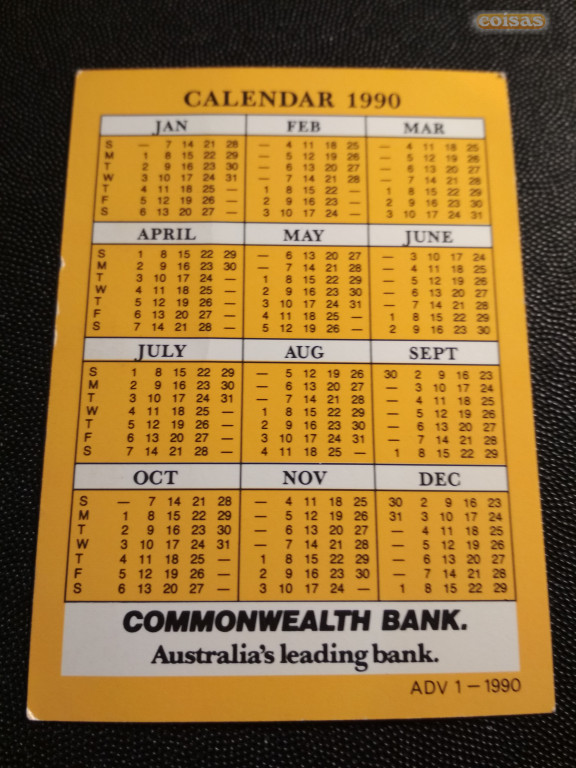 coisas
CALENDAR 1990
JAN FEB MAR
S — 7 14 21 28 — 4 11 18 25 — 4 11 18 25
M 1 8 15 22 29 — 5 12 19 26 — 5 12 19 26
T 2 9 16 23 30 — 6 13 20 27 — 6 13 20 27
W 3 10 17 24 31 — 7 14 21 28 — 7 14 21 28
T 4 11 18 25 — 1 8 15 22 — 1 8 15 22 29
F 5 12 19 26 — 2 9 16 23 — 2 9 16 23 30
S 6 13 20 27 — 3 10 17 24 — 3 10 17 24 31
APRIL MAY JUNE
S 1 8 15 22 29 — 6 13 20 27 — 3 10 17 24
M 2 9 16 23 30 — 7 14 21 28 — 4 11 18 25
T 3 10 17 24 — 1 8 15 22 29 — 5 12 19 26
W 4 11 18 25 — 2 9 16 23 30 — 6 13 20 27
T 5 12 19 26 — 3 10 17 24 31 — 7 14 21 28
F 6 13 20 27 — 4 11 18 25 — 1 8 15 22 29
S 7 14 21 28 — 5 12 19 26 — 2 9 16 23 30
JULY AUG SEPT
S 1 8 15 22 29 — 5 12 19 26 30 2 9 16 23
M 2 9 16 23 30 — 6 13 20 27 — 3 10 17 24
T 3 10 17 24 31 — 7 14 21 28 — 4 11 18 25
W 4 11 18 25 — 1 8 15 22 29 — 5 12 19 26
T 5 12 19 26 — 2 9 16 23 30 — 6 13 20 27
F 6 13 20 27 — 3 10 17 24 31 — 7 14 21 28
S 7 14 21 28 — 4 11 18 25 — 1 8 15 22 29
OCT NOV DEC
S — 7 14 21 28 — 4 11 18 25 30 2 9 16 23
M 1 8 15 22 29 — 5 12 19 26 31 3 10 17 24
T 2 9 16 23 30 — 6 13 20 27 — 4 11 18 25
W 3 10 17 24 31 — 7 14 21 28 — 5 12 19 26
T 4 11 18 25 — 1 8 15 22 29 — 6 13 20 27
F 5 12 19 26 — 2 9 16 23 30 — 7 14 21 28
S 6 13 20 27 — 3 10 17 24 — 1 8 15 22 29
COMMONWEALTH BANK.
Australia's leading bank.
ADV 1 – 1990